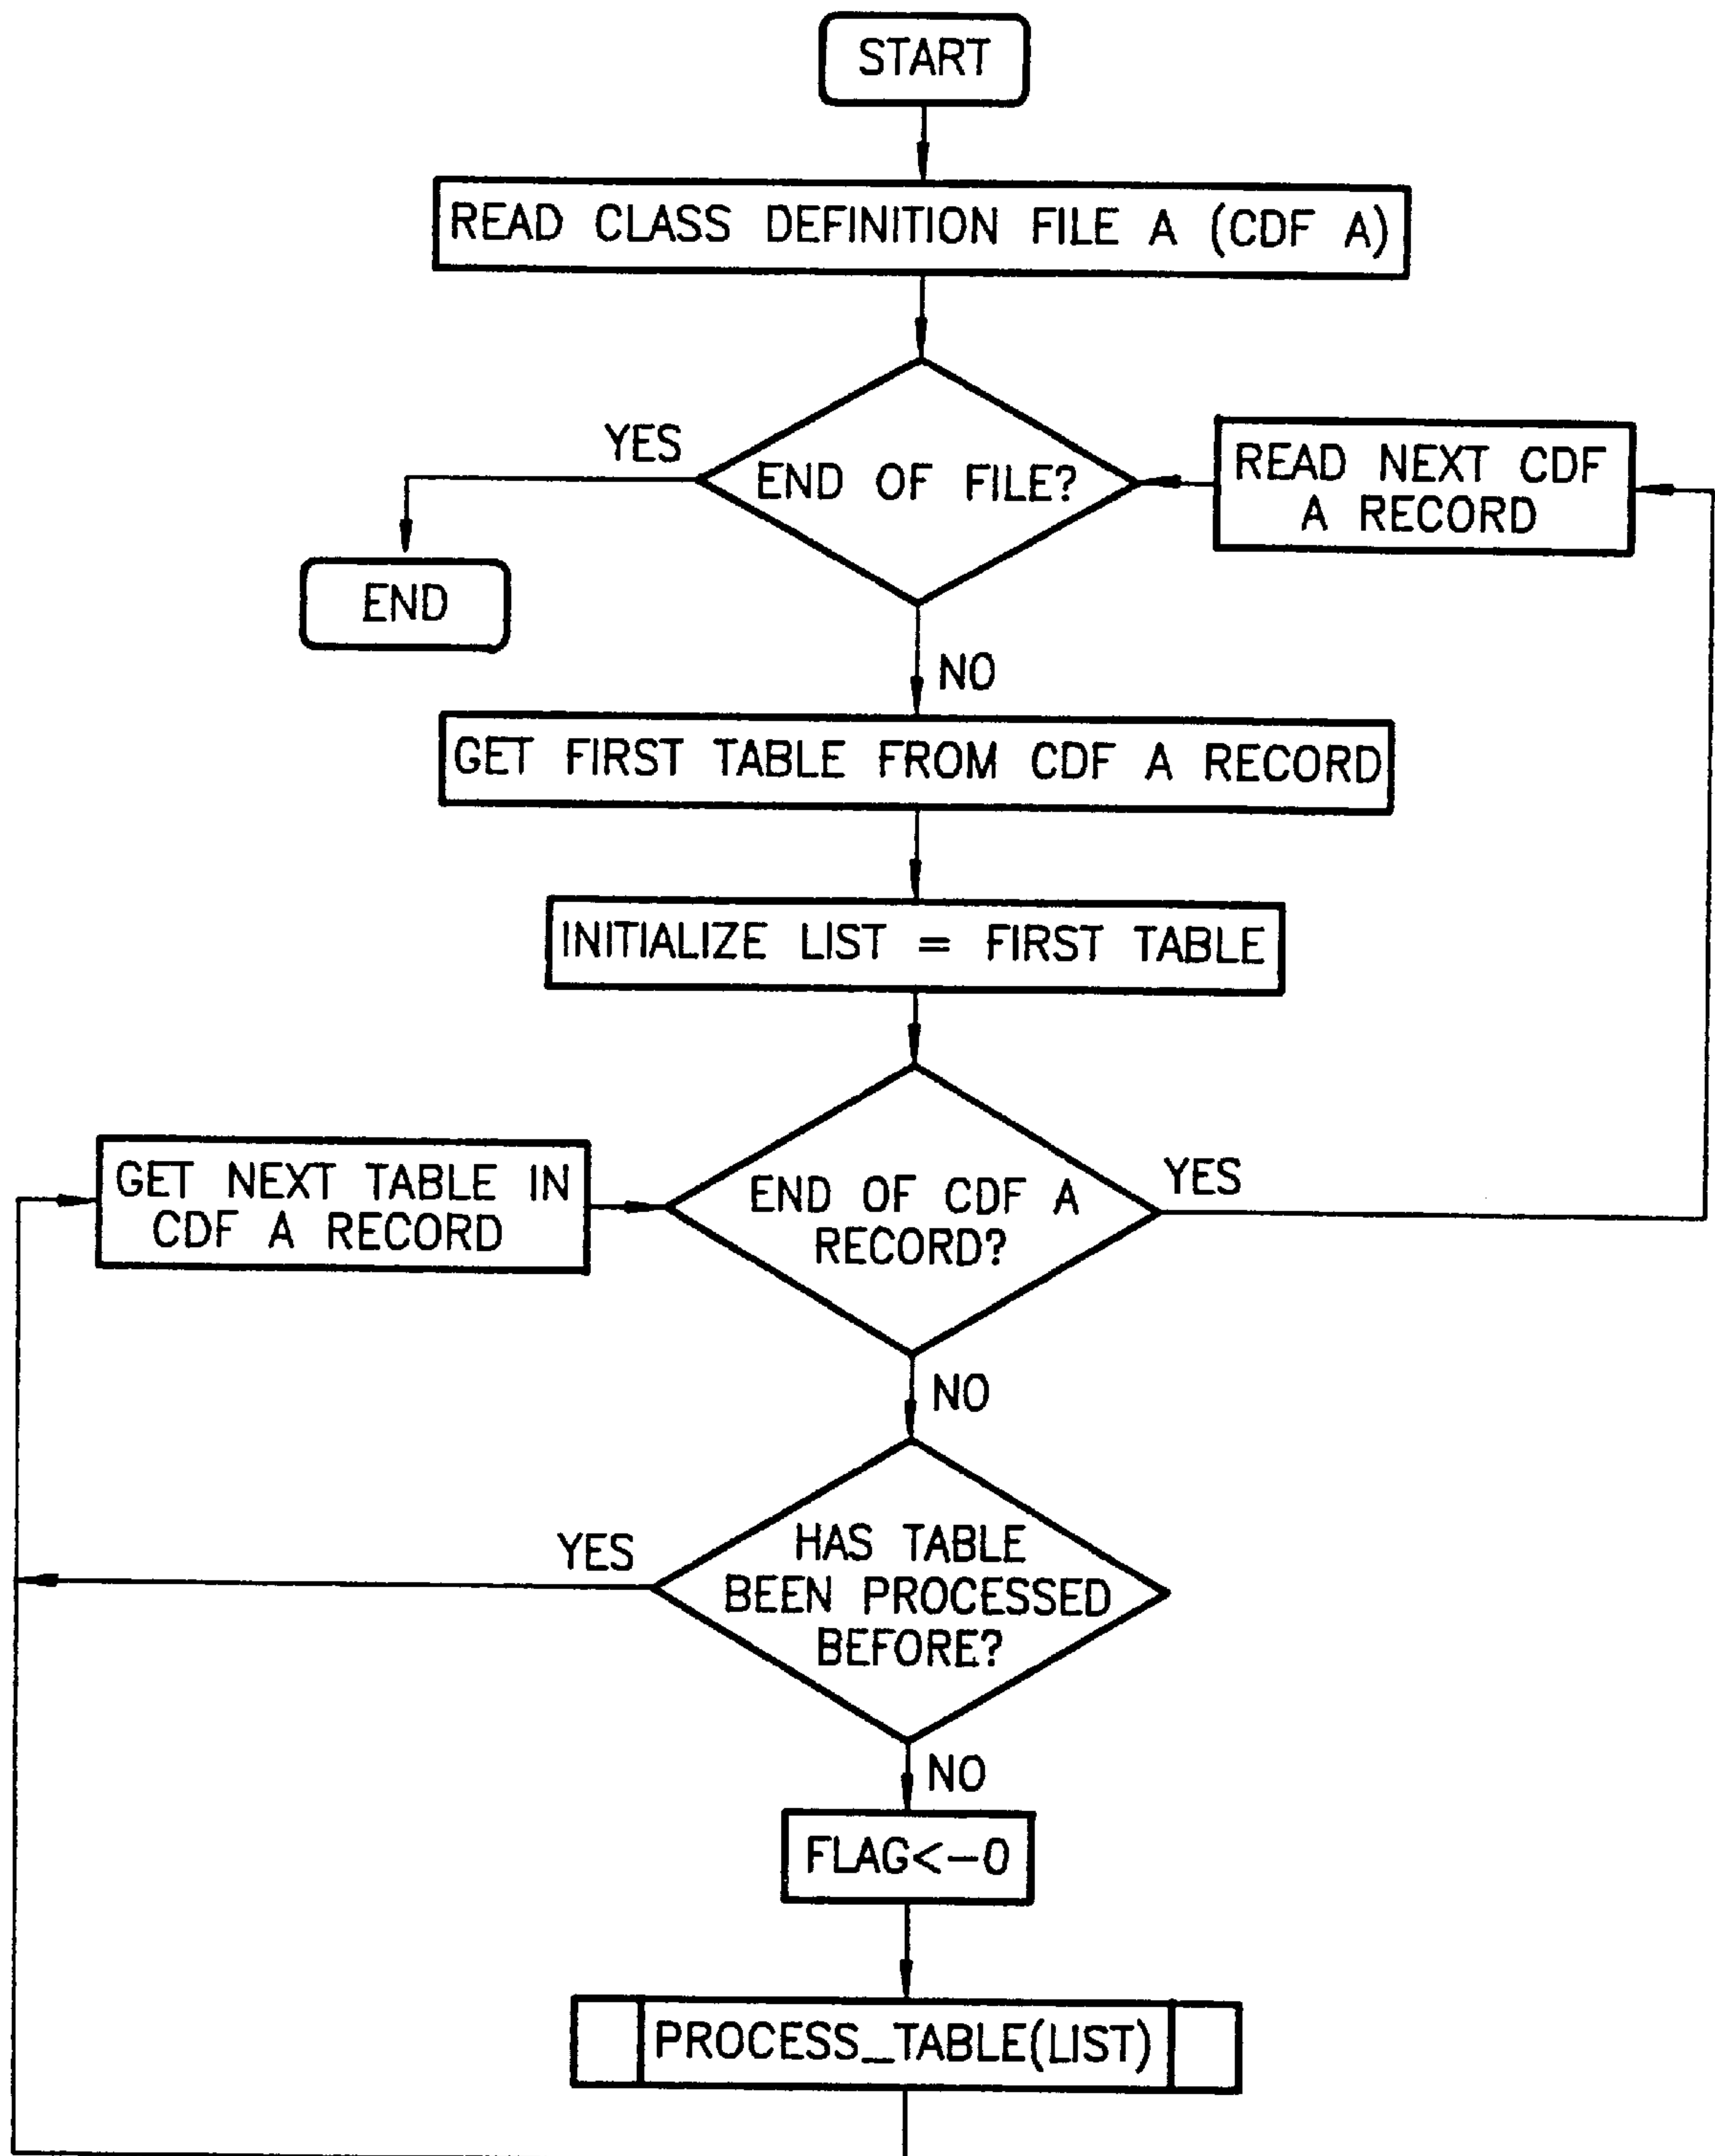 START
READ CLASS DEFINITION FILE A (CDF A)
YES
END OF FILE?
READ NEXT CDF
A RECORD
END
NO
GET FIRST TABLE FROM CDF A RECORD
INITIALIZE LIST = FIRST TABLE
GET NEXT TABLE IN
CDF A RECORD
END OF CDF A
RECORD?
YES
NO
YES
HAS TABLE
BEEN PROCESSED
BEFORE?
NO
FLAG<-0
PROCESS_TABLE(LIST)